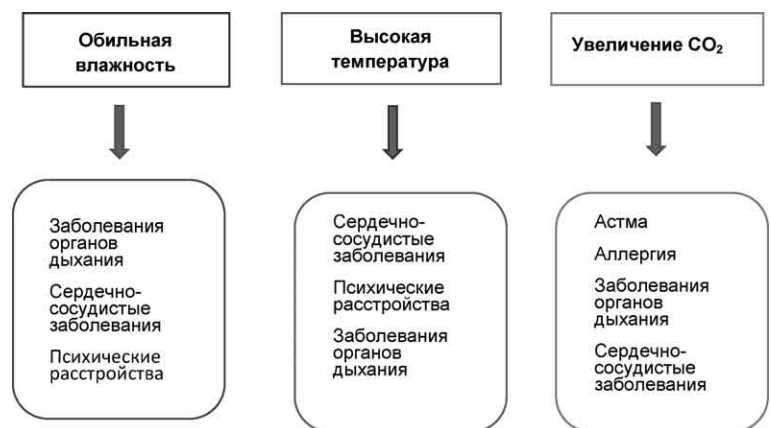 Обильная
влажность
Высокая
температура
Увеличение CO₂
Заболевания
органов
дыхания
Сердечно-
сосудистые
заболевания
Психические
расстройства
Сердечно-
сосудистые
заболевания
Психические
расстройства
Заболевания
органов
дыхания
Астма
Аллергия
Заболевания
органов
дыхания
Сердечно-
сосудистые
заболевания